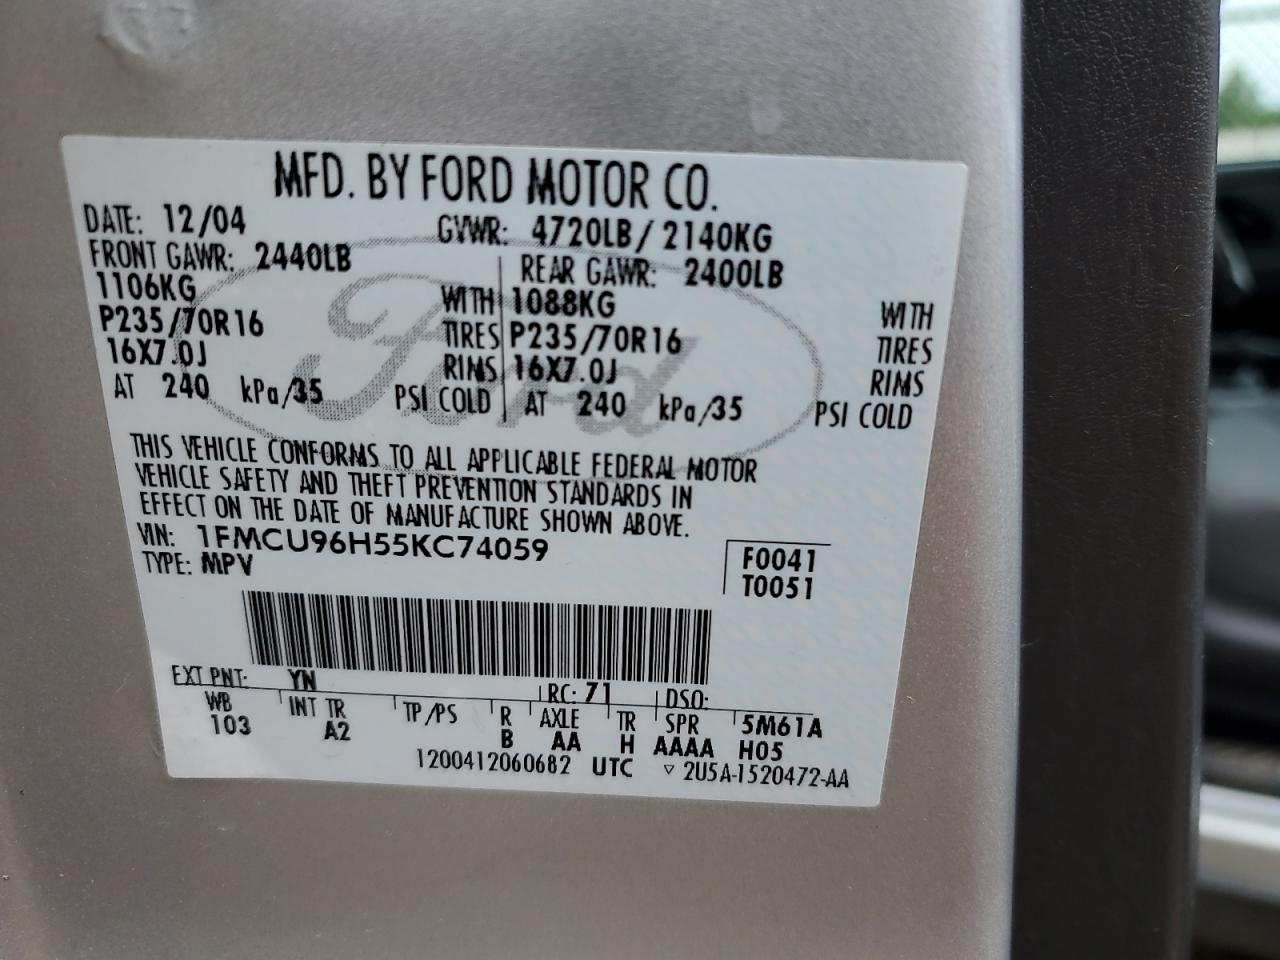 MFD. BY FORD MOTOR CO.
DATE: 12/04 GVWR: 4720LB / 2140KG
FRONT GAWR: 2440LB REAR GAWR: 2400LB
1106KG WITH 1088KG WITH
P235/70R16 TIRES P235/70R16 TIRES
16X7.0J RIMS 16X7.0J RIMS
AT 240 kPa/35 PSI COLD AT 240 kPa/35 PSI COLD
Ford
THIS VEHICLE CONFORMS TO ALL APPLICABLE FEDERAL MOTOR
VEHICLE SAFETY AND THEFT PREVENTION STANDARDS IN
EFFECT ON THE DATE OF MANUFACTURE SHOWN ABOVE.
VIN: 1FMCU96H55KC74059 F0041
TYPE: MPV T0051
EXT PNT: YN RC: 71 DSO:
WB INT TR TP/PS R AXLE TR SPR 5M61A
103 A2 B AA H AAAA H05
1200412060682 UTC ▽ 2U5A-1520472-AA